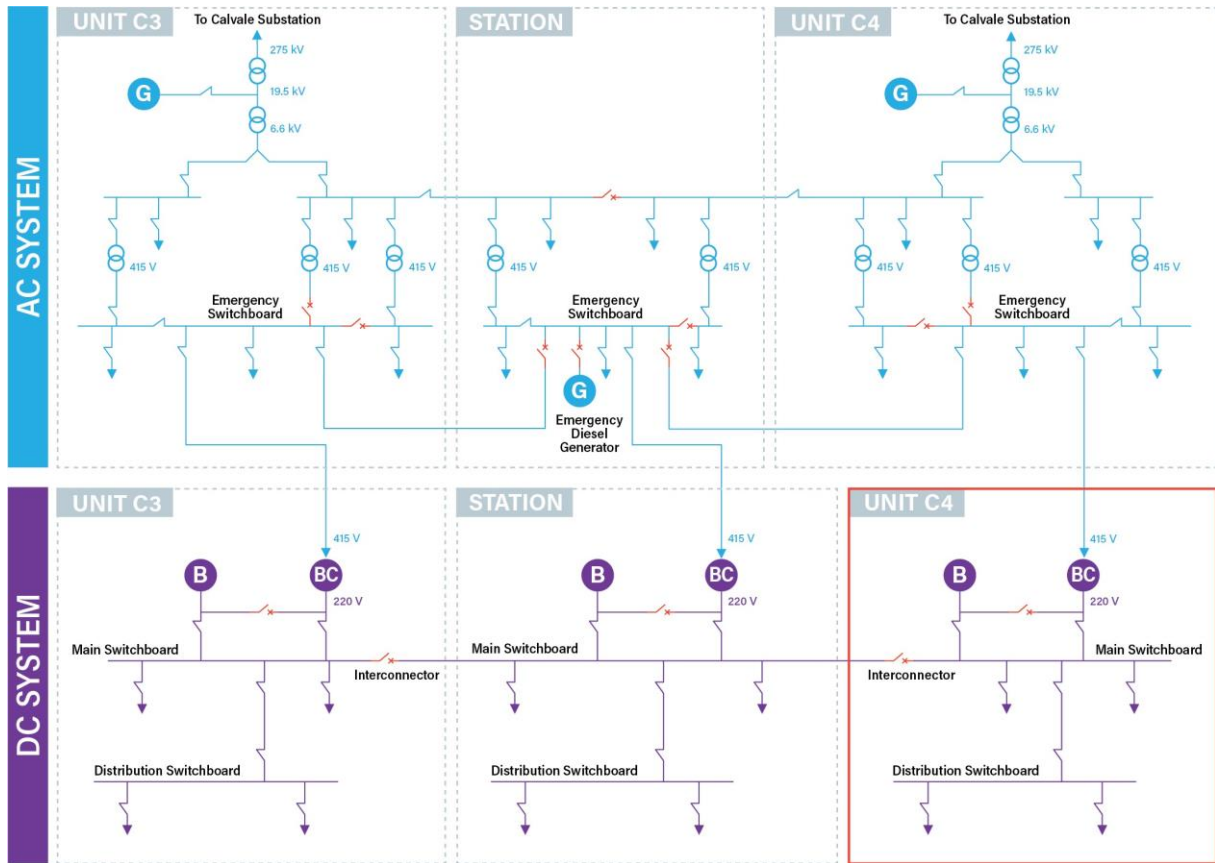 AC SYSTEM
UNIT C3
To Calvale Substation
275 kV
G
19.5 kV
6.6 kV
415 V
415 V
415 V
Emergency
Switchboard
STATION
415 V
415 V
Emergency
Switchboard
G
Emergency
Diesel
Generator
UNIT C4
To Calvale Substation
275 kV
G
19.5 kV
6.6 kV
415 V
415 V
415 V
Emergency
Switchboard
DC SYSTEM
UNIT C3
415 V
B
BC
220 V
Main Switchboard
Interconnector
Distribution Switchboard
STATION
415 V
B
BC
220 V
Main Switchboard
Distribution Switchboard
UNIT C4
415 V
B
BC
220 V
Main Switchboard
Interconnector
Distribution Switchboard